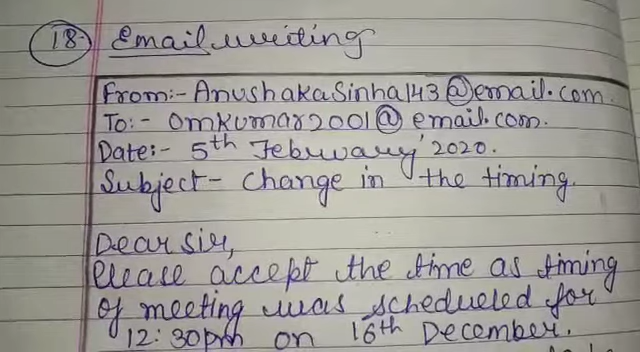 18. Email writing
From:- AnushakaSinha143@email.com.
To:- Omkumar2001@email.com.
Date:- 5th February' 2020.
Subject- Change in the timing.
Dear sir,
Please accept the time as timing
of meeting was scheduled for
12:30pm on 16th December.